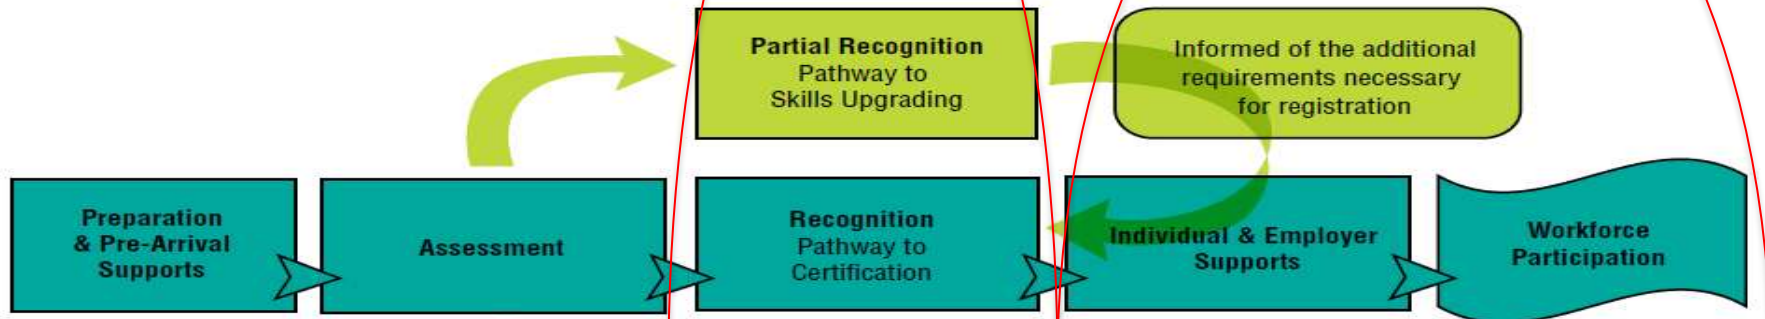 Partial Recognition
Pathway to
Skills Upgrading
Informed of the additional
requirements necessary
for registration
Preparation
& Pre-Arrival
Supports
Assessment
Recognition
Pathway to
Certification
Individual & Employer
Supports
Workforce
Participation